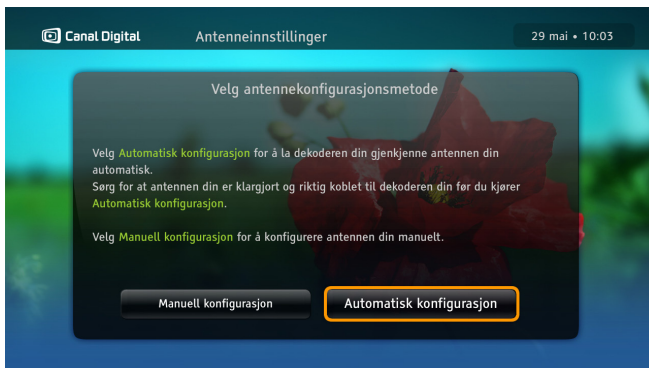 Canal Digital
Antenneinnstillinger
29 mai • 10:03
Velg antennekonfigurasjonsmetode
Velg Automatisk konfigurasjon for å la dekoderen din gjenkjenne antennen din
automatisk.
Sørg for at antennen din er klargjort og riktig koblet til dekoderen din før du kjører
Automatisk konfigurasjon.
Velg Manuell konfigurasjon for å konfigurere antennen din manuelt.
Manuell konfigurasjon
Automatisk konfigurasjon